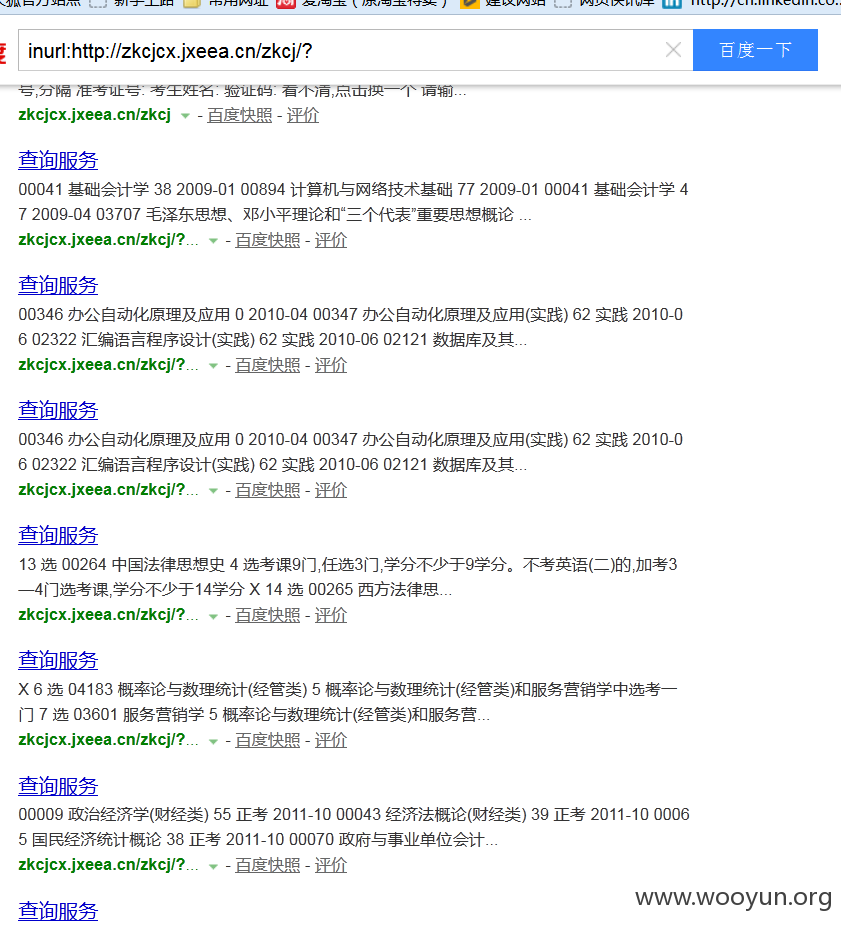 新手上路 常用网址 爱淘宝 ( 原淘宝特卖 ) 建设网站 网页快讯库 http://cn.linkedin.co...
inurl:http://zkcjcx.jxeea.cn/zkcj/? 百度一下
号,分隔 准考证号: 考生姓名: 验证码: 看不清,点击换一个 请输...
zkcjcx.jxeea.cn/zkcj - 百度快照 - 评价
查询服务
00041 基础会计学 38 2009-01 00894 计算机与网络技术基础 77 2009-01 00041 基础会计学 4
7 2009-04 03707 毛泽东思想、邓小平理论和“三个代表”重要思想概论 ...
zkcjcx.jxeea.cn/zkcj/?... - 百度快照 - 评价
查询服务
00346 办公自动化原理及应用 0 2010-04 00347 办公自动化原理及应用(实践) 62 实践 2010-0
6 02322 汇编语言程序设计(实践) 62 实践 2010-06 02121 数据库及其...
zkcjcx.jxeea.cn/zkcj/?... - 百度快照 - 评价
查询服务
00346 办公自动化原理及应用 0 2010-04 00347 办公自动化原理及应用(实践) 62 实践 2010-0
6 02322 汇编语言程序设计(实践) 62 实践 2010-06 02121 数据库及其...
zkcjcx.jxeea.cn/zkcj/?... - 百度快照 - 评价
查询服务
13 选 00264 中国法律思想史 4 选考课9门,任选3门,学分不少于9学分。不考英语(二)的,加考3
—4门选考课,学分不少于14学分 X 14 选 00265 西方法律思...
zkcjcx.jxeea.cn/zkcj/?... - 百度快照 - 评价
查询服务
X 6 选 04183 概率论与数理统计(经管类) 5 概率论与数理统计(经管类)和服务营销学中选考一
门 7 选 03601 服务营销学 5 概率论与数理统计(经管类)和服务营...
zkcjcx.jxeea.cn/zkcj/?... - 百度快照 - 评价
查询服务
00009 政治经济学(财经类) 55 正考 2011-10 00043 经济法概论(财经类) 39 正考 2011-10 0006
5 国民经济统计概论 38 正考 2011-10 00070 政府与事业单位会计...
zkcjcx.jxeea.cn/zkcj/?... - 百度快照 - 评价
查询服务
www.wooyun.org